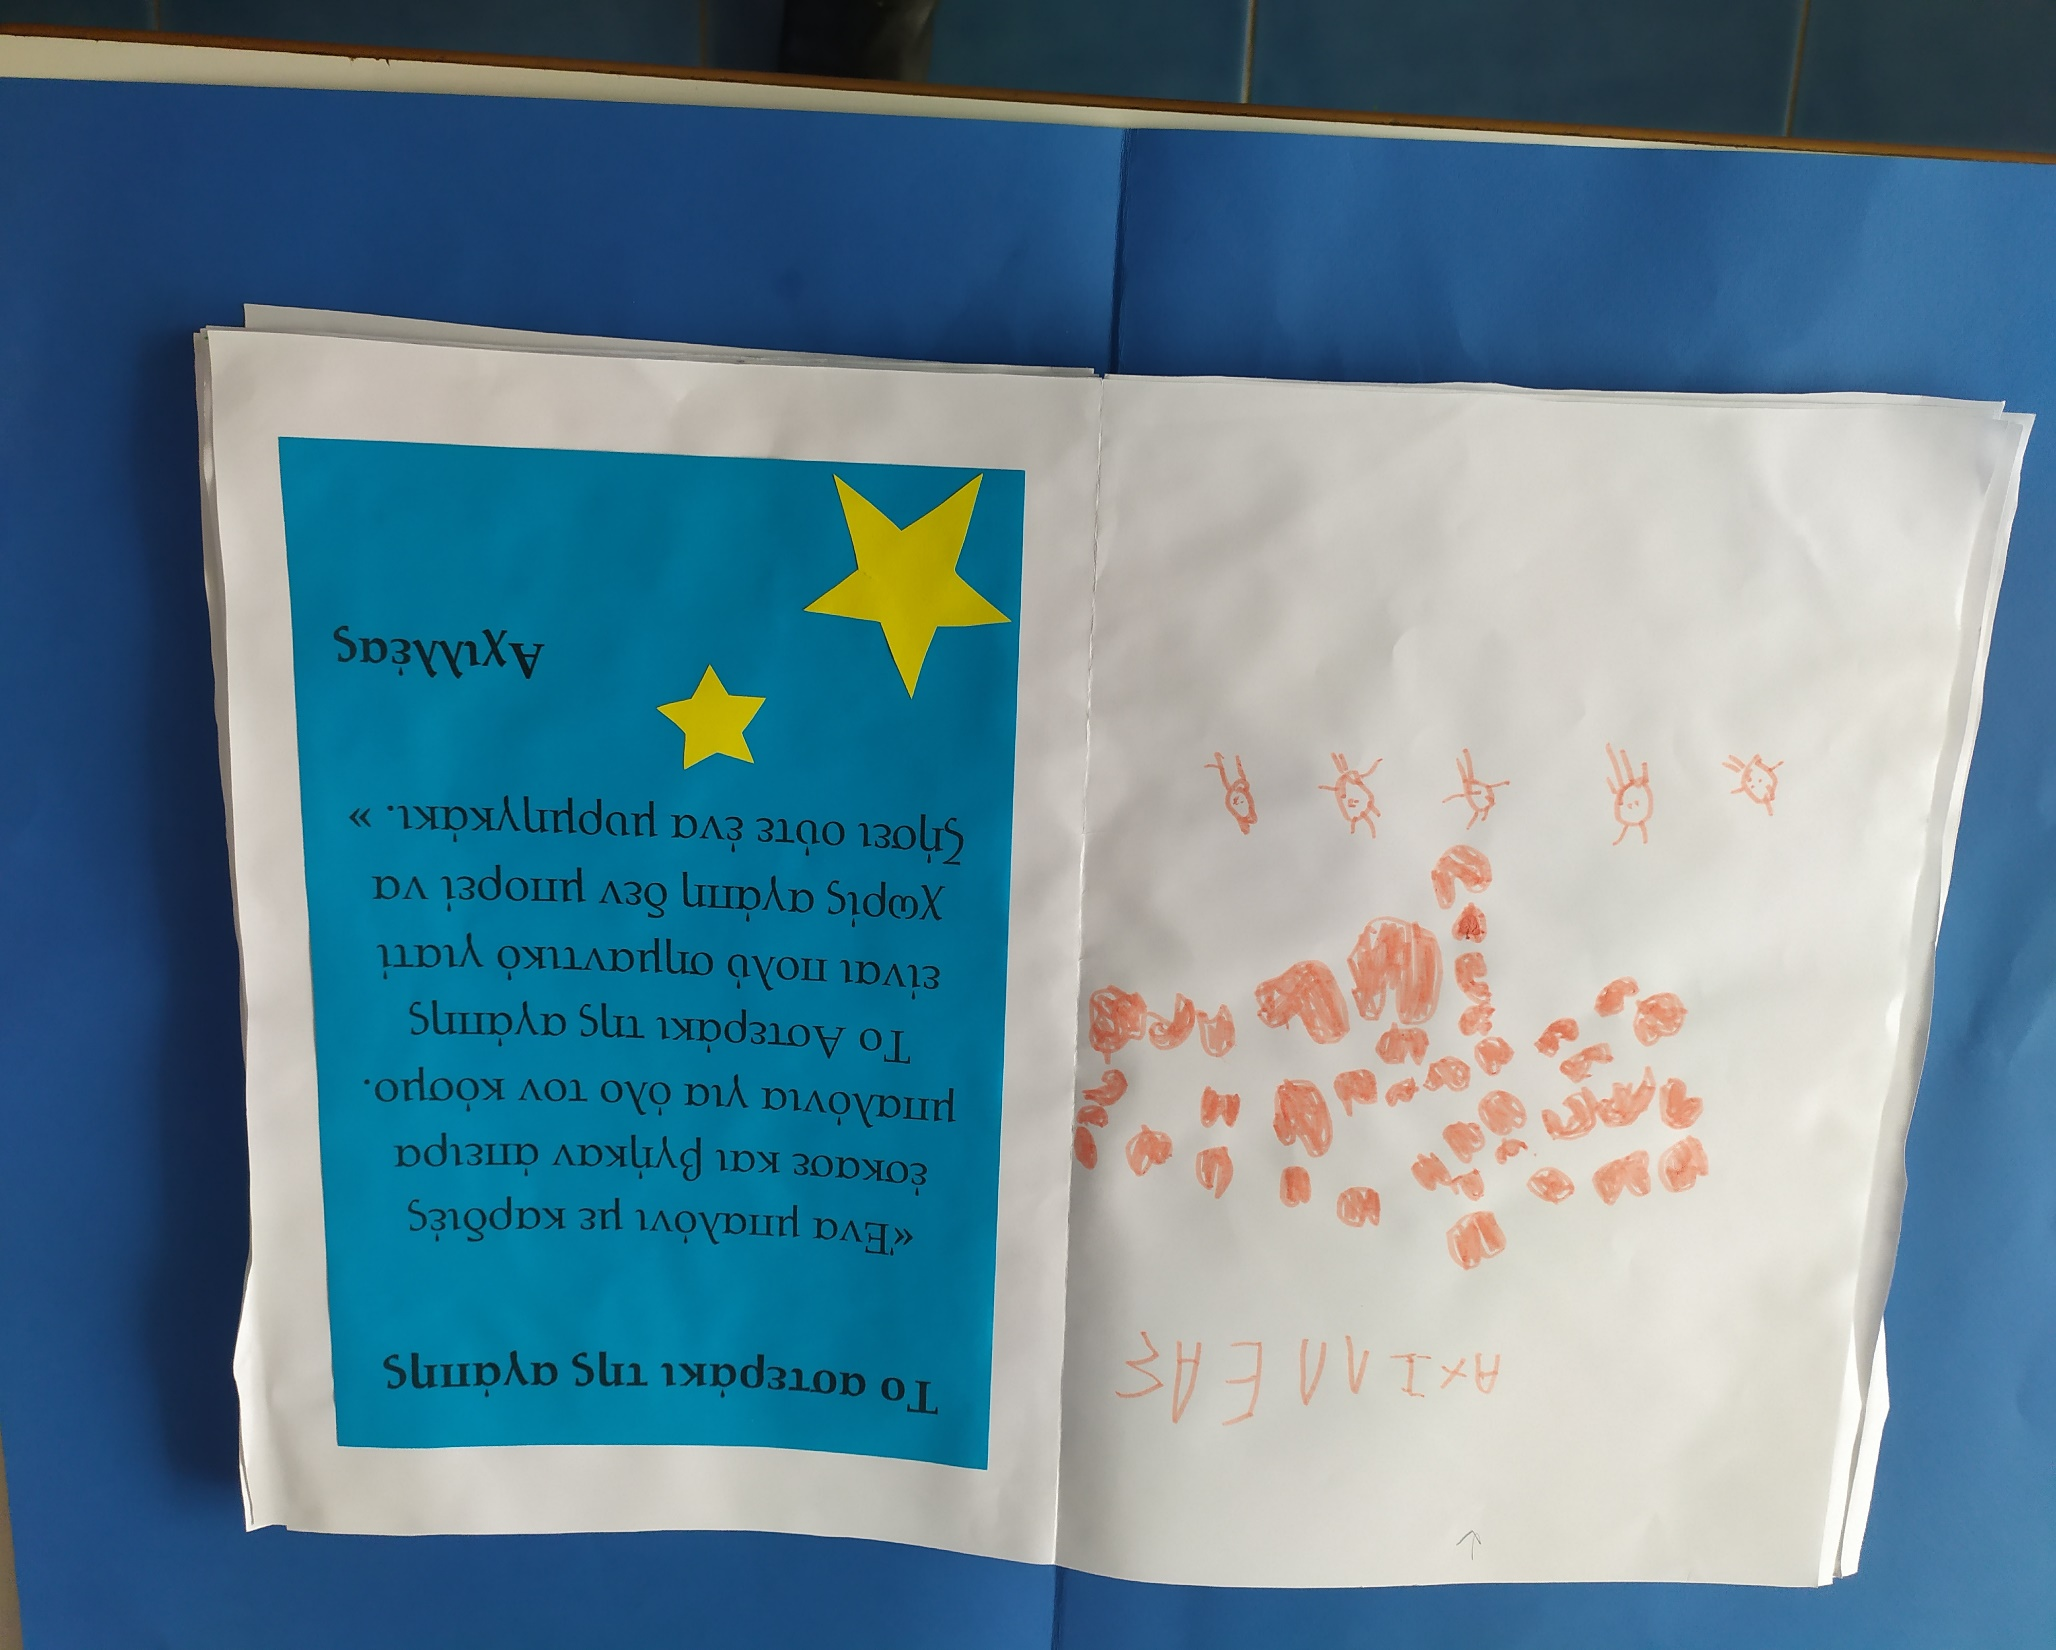 ΑΧΙΛΛΕΑΣ
Το αστεράκι της αγάπης
«Ένα μπαλόνι με καρδιές
έσκασε και βγήκαν άπειρα
μπαλόνια για όλο τον κόσμο.
Το Αστεράκι της αγάπης
είναι πολύ σημαντικό γιατί
Χωρίς αγάπη δεν μπορεί να
ζήσει ούτε ένα μυρμηγκάκι. »
Αχιλλέας